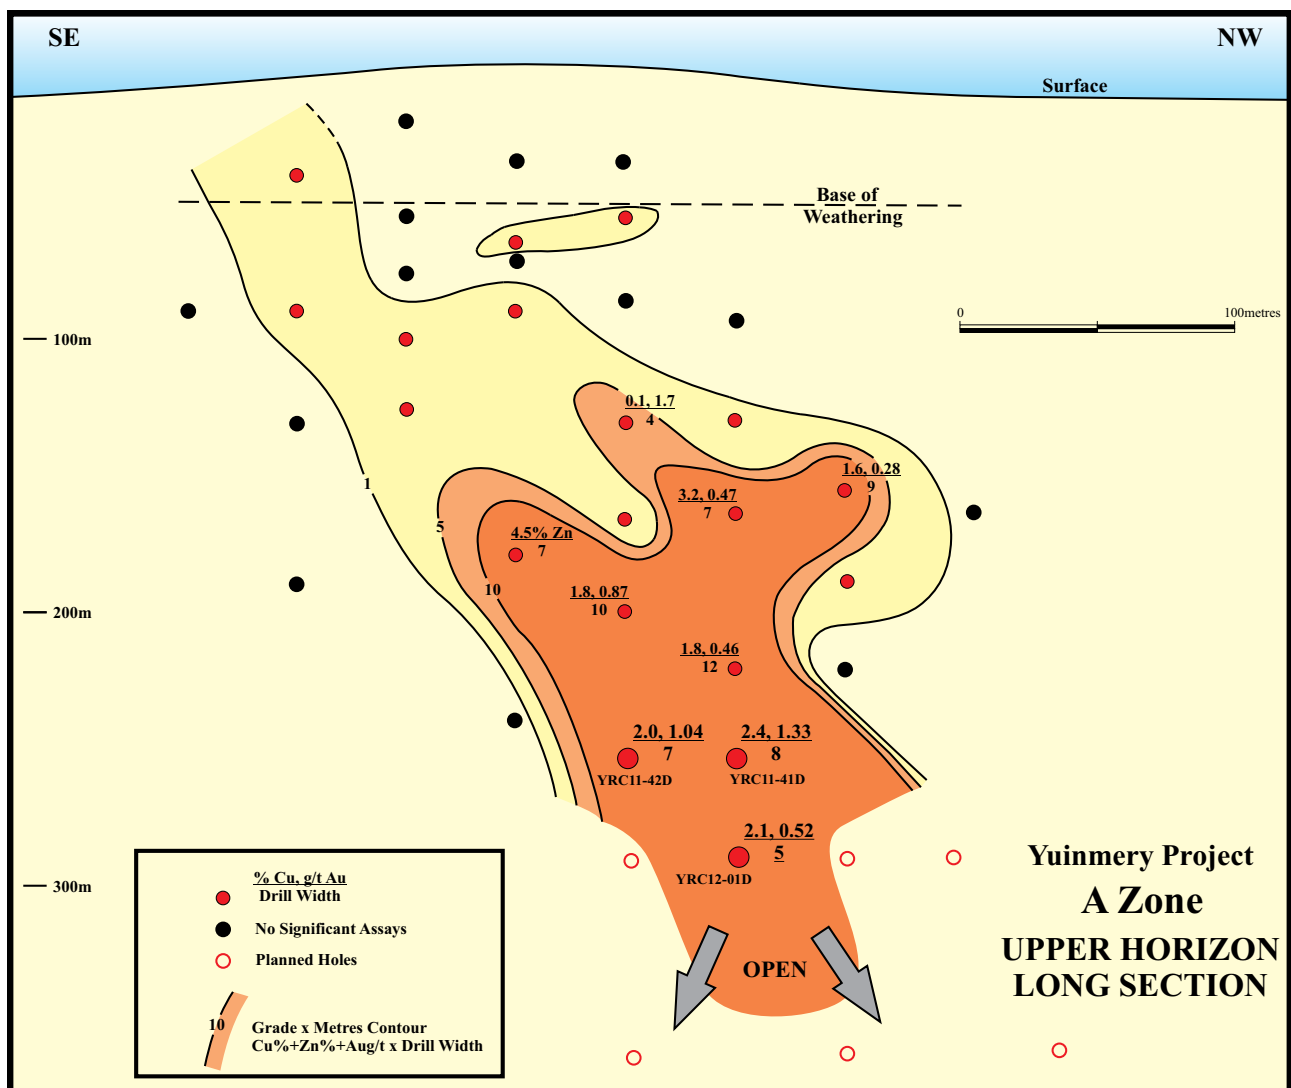 SE
NW
Surface
Base of
Weathering
0
100metres
100m
0.1, 1.7
4
1.6, 0.28
9
1
3.2, 0.47
7
5
4.5% Zn
7
10
1.8, 0.87
10
200m
1.8, 0.46
12
2.0, 1.04
7
YRC11-42D
2.4, 1.33
8
YRC11-41D
2.1, 0.52
5
YRC12-01D
300m
OPEN
Yuinmery Project
A Zone
UPPER HORIZON
LONG SECTION
% Cu, g/t Au
Drill Width
No Significant Assays
Planned Holes
10
Grade x Metres Contour
Cu%+Zn%+Aug/t x Drill Width